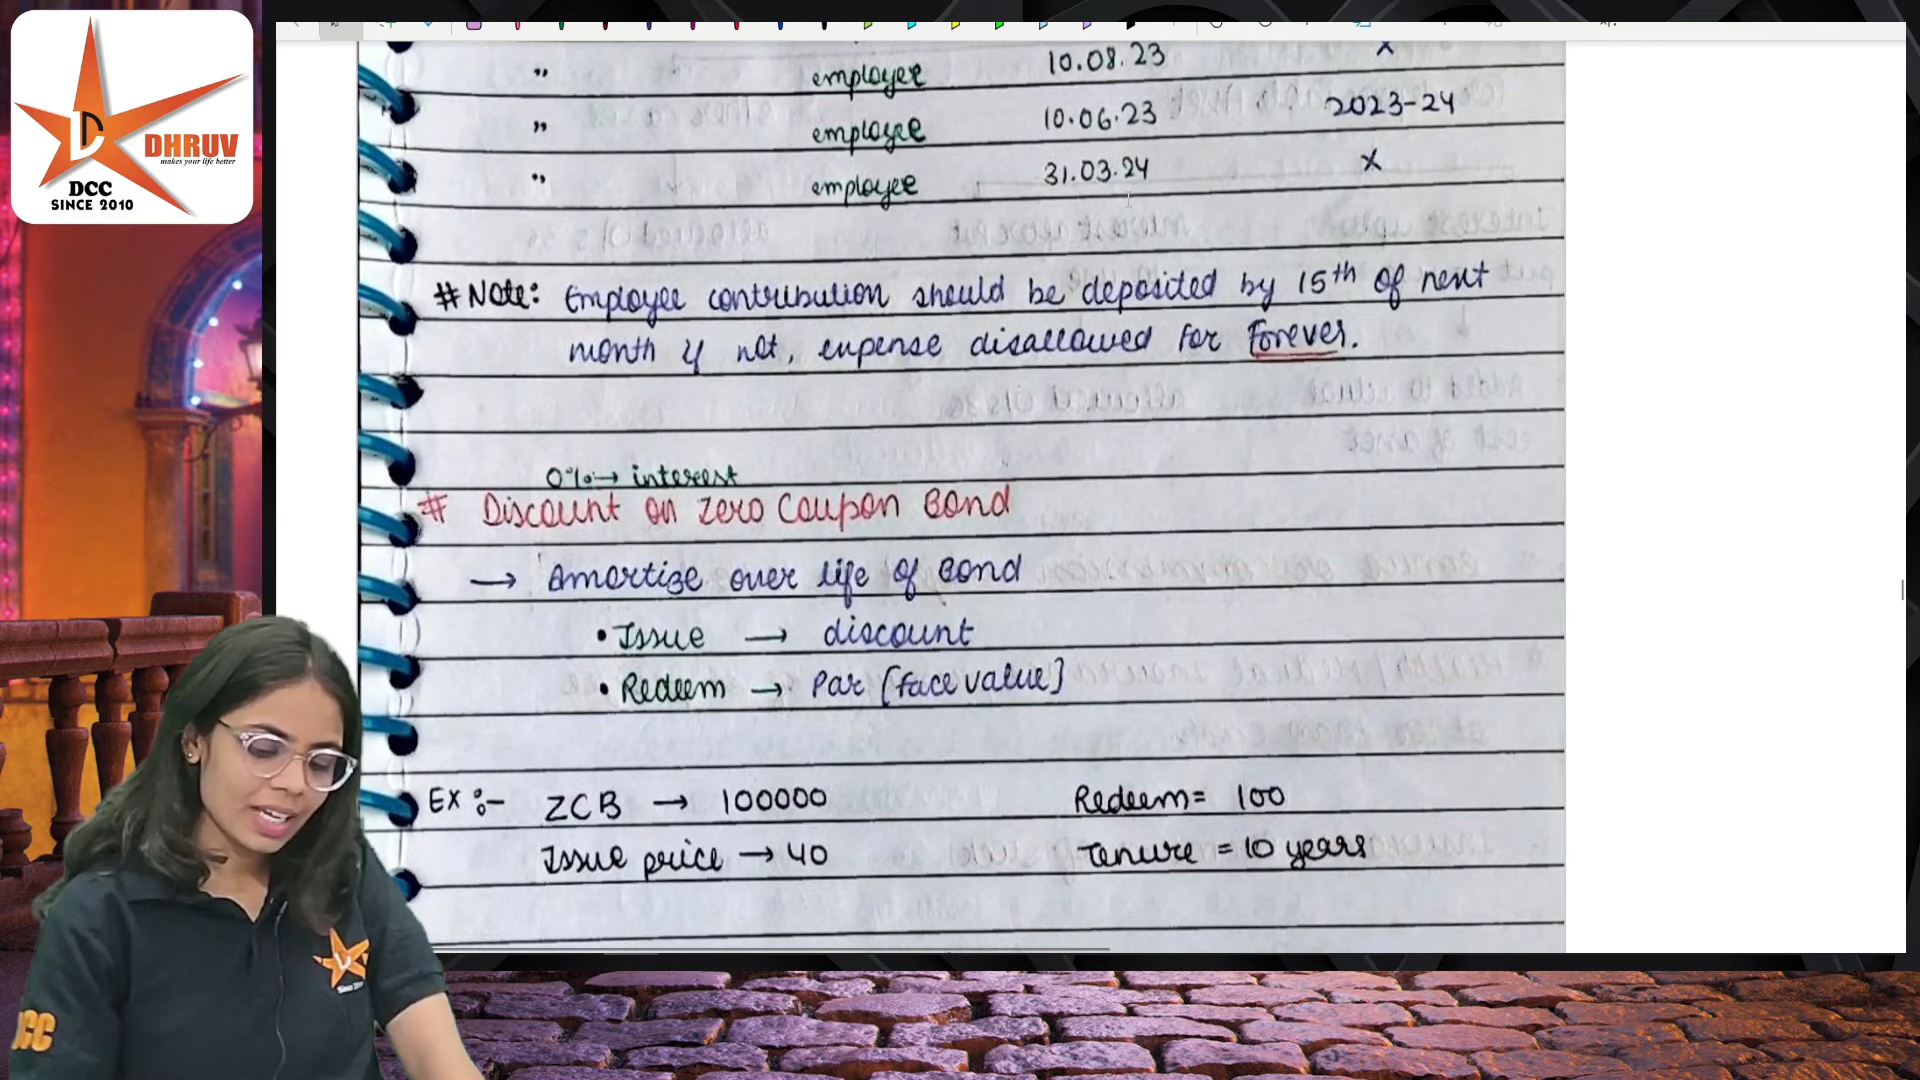 DHRUV
makes your life better
D
DCC
SINCE 2010
" employee 10.08.23 x
" employee 10.06.23 2023-24
" employee 31.03.24 x
# Note: Employee contribution should be deposited by 15th of next
month if not, expense disallowed for Forever.
0% → interest
# Discount on Zero Coupon Bond
→ Amortize over life of Bond
• Issue → discount
• Redeem → Par [face value]
Ex :- ZCB → 100000 Redeem = 100
Issue price → 40 Tenure = 10 years
D
Since 2010
DCC